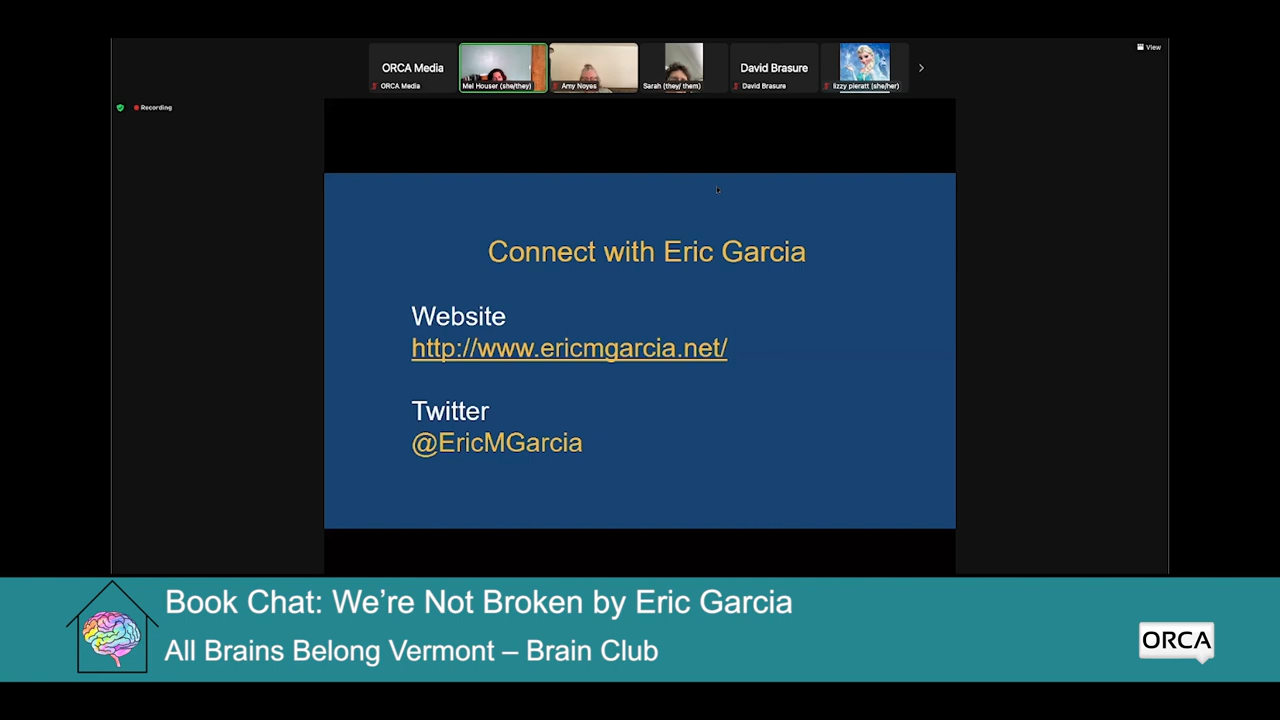 ORCA Media
David Brasure
ORCA Media
Mel Houser (she/they)
Amy Noyes
Sarah (they/ them)
David Brasure
lizzy pieratt (she/her)
View
Recording
Connect with Eric Garcia
Website
http://www.ericmgarcia.net/
Twitter
@EricMGarcia
Book Chat: We’re Not Broken by Eric Garcia
All Brains Belong Vermont – Brain Club
ORCA